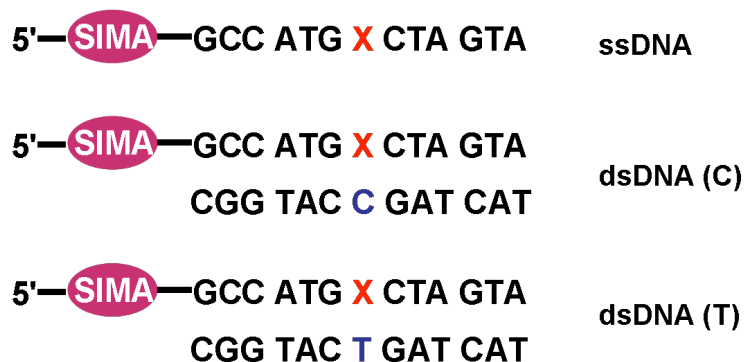 5'–SIMA–GCC ATG X CTA GTA ssDNA
5'–SIMA–GCC ATG X CTA GTA
CGG TAC C GAT CAT
dsDNA (C)
5'–SIMA–GCC ATG X CTA GTA
CGG TAC T GAT CAT
dsDNA (T)